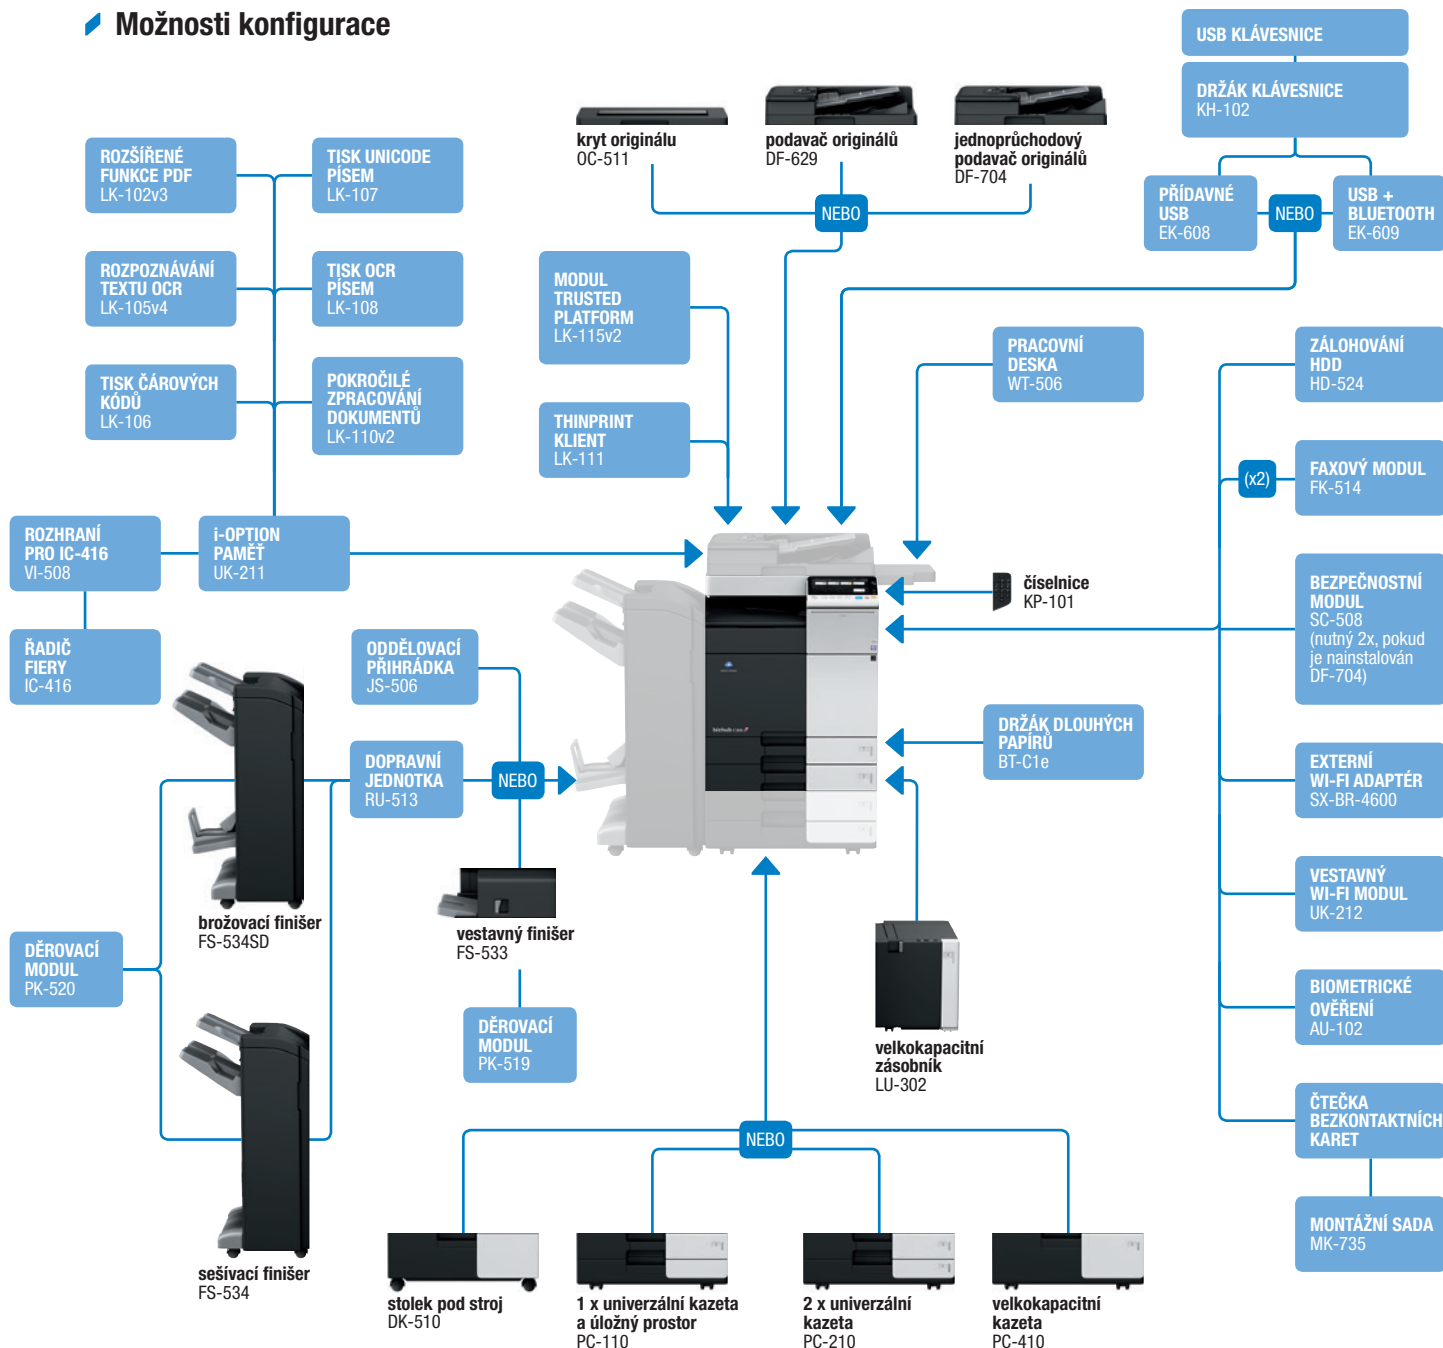 Možnosti konfigurace
USB KLÁVESNICE
DRŽÁK KLÁVESNICE
KH-102
PŘÍDAVNÉ
USB
EK-608
NEBO
USB +
BLUETOOTH
EK-609
kryt originálu
OC-511
podavač originálů
DF-629
jednoprůchodový
podavač originálů
DF-704
NEBO
ROZŠÍŘENÉ
FUNKCE PDF
LK-102v3
TISK UNICODE
PÍSEM
LK-107
ROZPOZNÁVÁNÍ
TEXTU OCR
LK-105v4
TISK OCR
PÍSEM
LK-108
TISK ČÁROVÝCH
KÓDŮ
LK-106
POKROČILÉ
ZPRACOVÁNÍ
DOKUMENTŮ
LK-110v2
MODUL
TRUSTED
PLATFORM
LK-115v2
THINPRINT
KLIENT
LK-111
PRACOVNÍ
DESKA
WT-506
ZÁLOHOVÁNÍ
HDD
HD-524
(x2)
FAXOVÝ MODUL
FK-514
ROZHRANÍ
PRO IC-416
VI-508
i-OPTION
PAMĚŤ
UK-211
ŘADIČ
FIERY
IC-416
číselnice
KP-101
BEZPEČNOSTNÍ
MODUL
SC-508
(nutný 2x, pokud
je nainstalován
DF-704)
ODDĚLOVACÍ
PŘIHRÁDKA
JS-506
DOPRAVNÍ
JEDNOTKA
RU-513
NEBO
DRŽÁK DLOUHÝCH
PAPÍRŮ
BT-C1e
EXTERNÍ
WI-FI ADAPTÉR
SX-BR-4600
VESTAVNÝ
WI-FI MODUL
UK-212
brožovací finišer
FS-534SD
vestavný finišer
FS-533
DĚROVACÍ
MODUL
PK-520
DĚROVACÍ
MODUL
PK-519
velkokapacitní
zásobník
LU-302
BIOMETRICKÉ
OVĚŘENÍ
AU-102
ČTEČKA
BEZKONTAKTNÍCH
KARET
MONTÁŽNÍ SADA
MK-735
sešívací finišer
FS-534
NEBO
stolek pod stroj
DK-510
1 x univerzální kazeta
a úložný prostor
PC-110
2 x univerzální
kazeta
PC-210
velkokapacitní
kazeta
PC-410